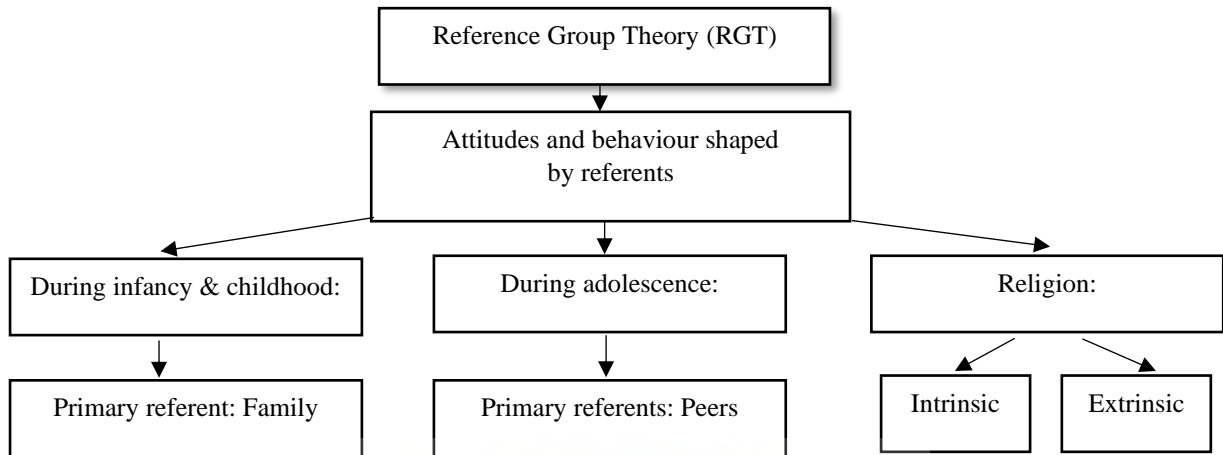 Reference Group Theory (RGT)
Attitudes and behaviour shaped
by referents
During infancy & childhood:
During adolescence:
Religion:
Primary referent: Family
Primary referents: Peers
Intrinsic
Extrinsic